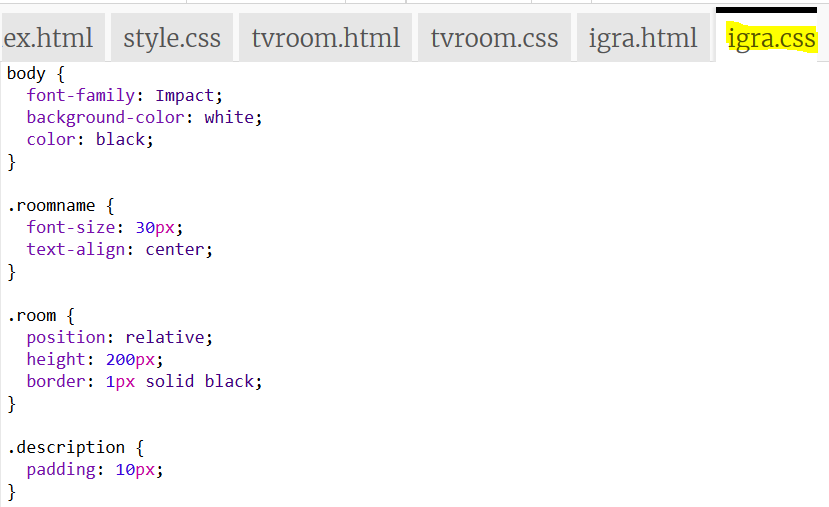 ex.html style.css tvroom.html tvroom.css igra.html igra.css
body {
  font-family: Impact;
  background-color: white;
  color: black;
}
.roomname {
  font-size: 30px;
  text-align: center;
}
.room {
  position: relative;
  height: 200px;
  border: 1px solid black;
}
.description {
  padding: 10px;
}